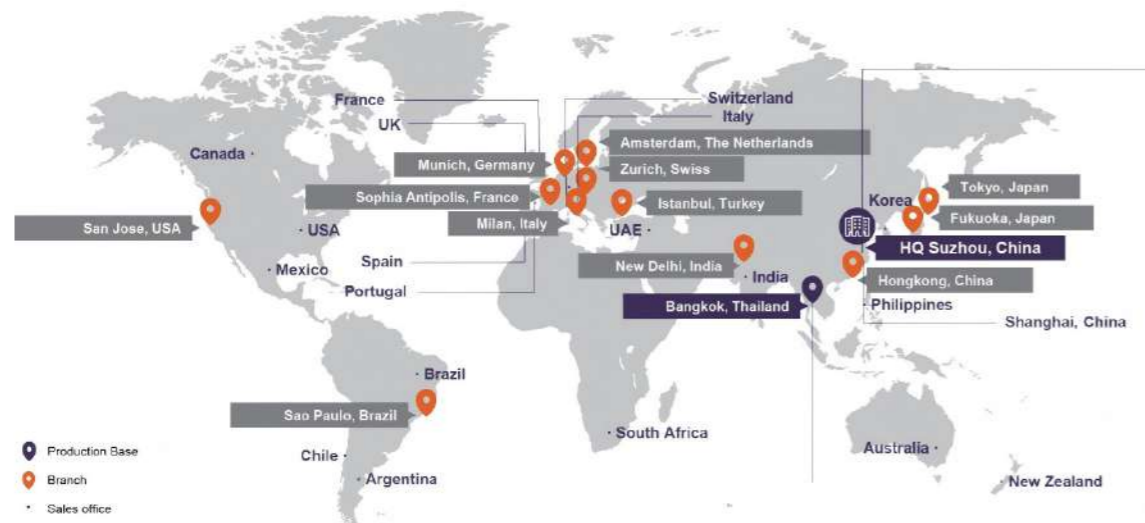 France
Switzerland
UK
Italy
Canada
Amsterdam, The Netherlands
Munich, Germany
Zurich, Swiss
Sophia Antipolis, France
Istanbul, Turkey
Tokyo, Japan
Korea
Fukuoka, Japan
San Jose, USA
USA
Milan, Italy
UAE
HQ Suzhou, China
Spain
Mexico
New Delhi, India
India
Hongkong, China
Portugal
Bangkok, Thailand
Philippines
Shanghai, China
Brazil
Sao Paulo, Brazil
South Africa
Australia
Chile
Argentina
New Zealand
Production Base
Branch
Sales office